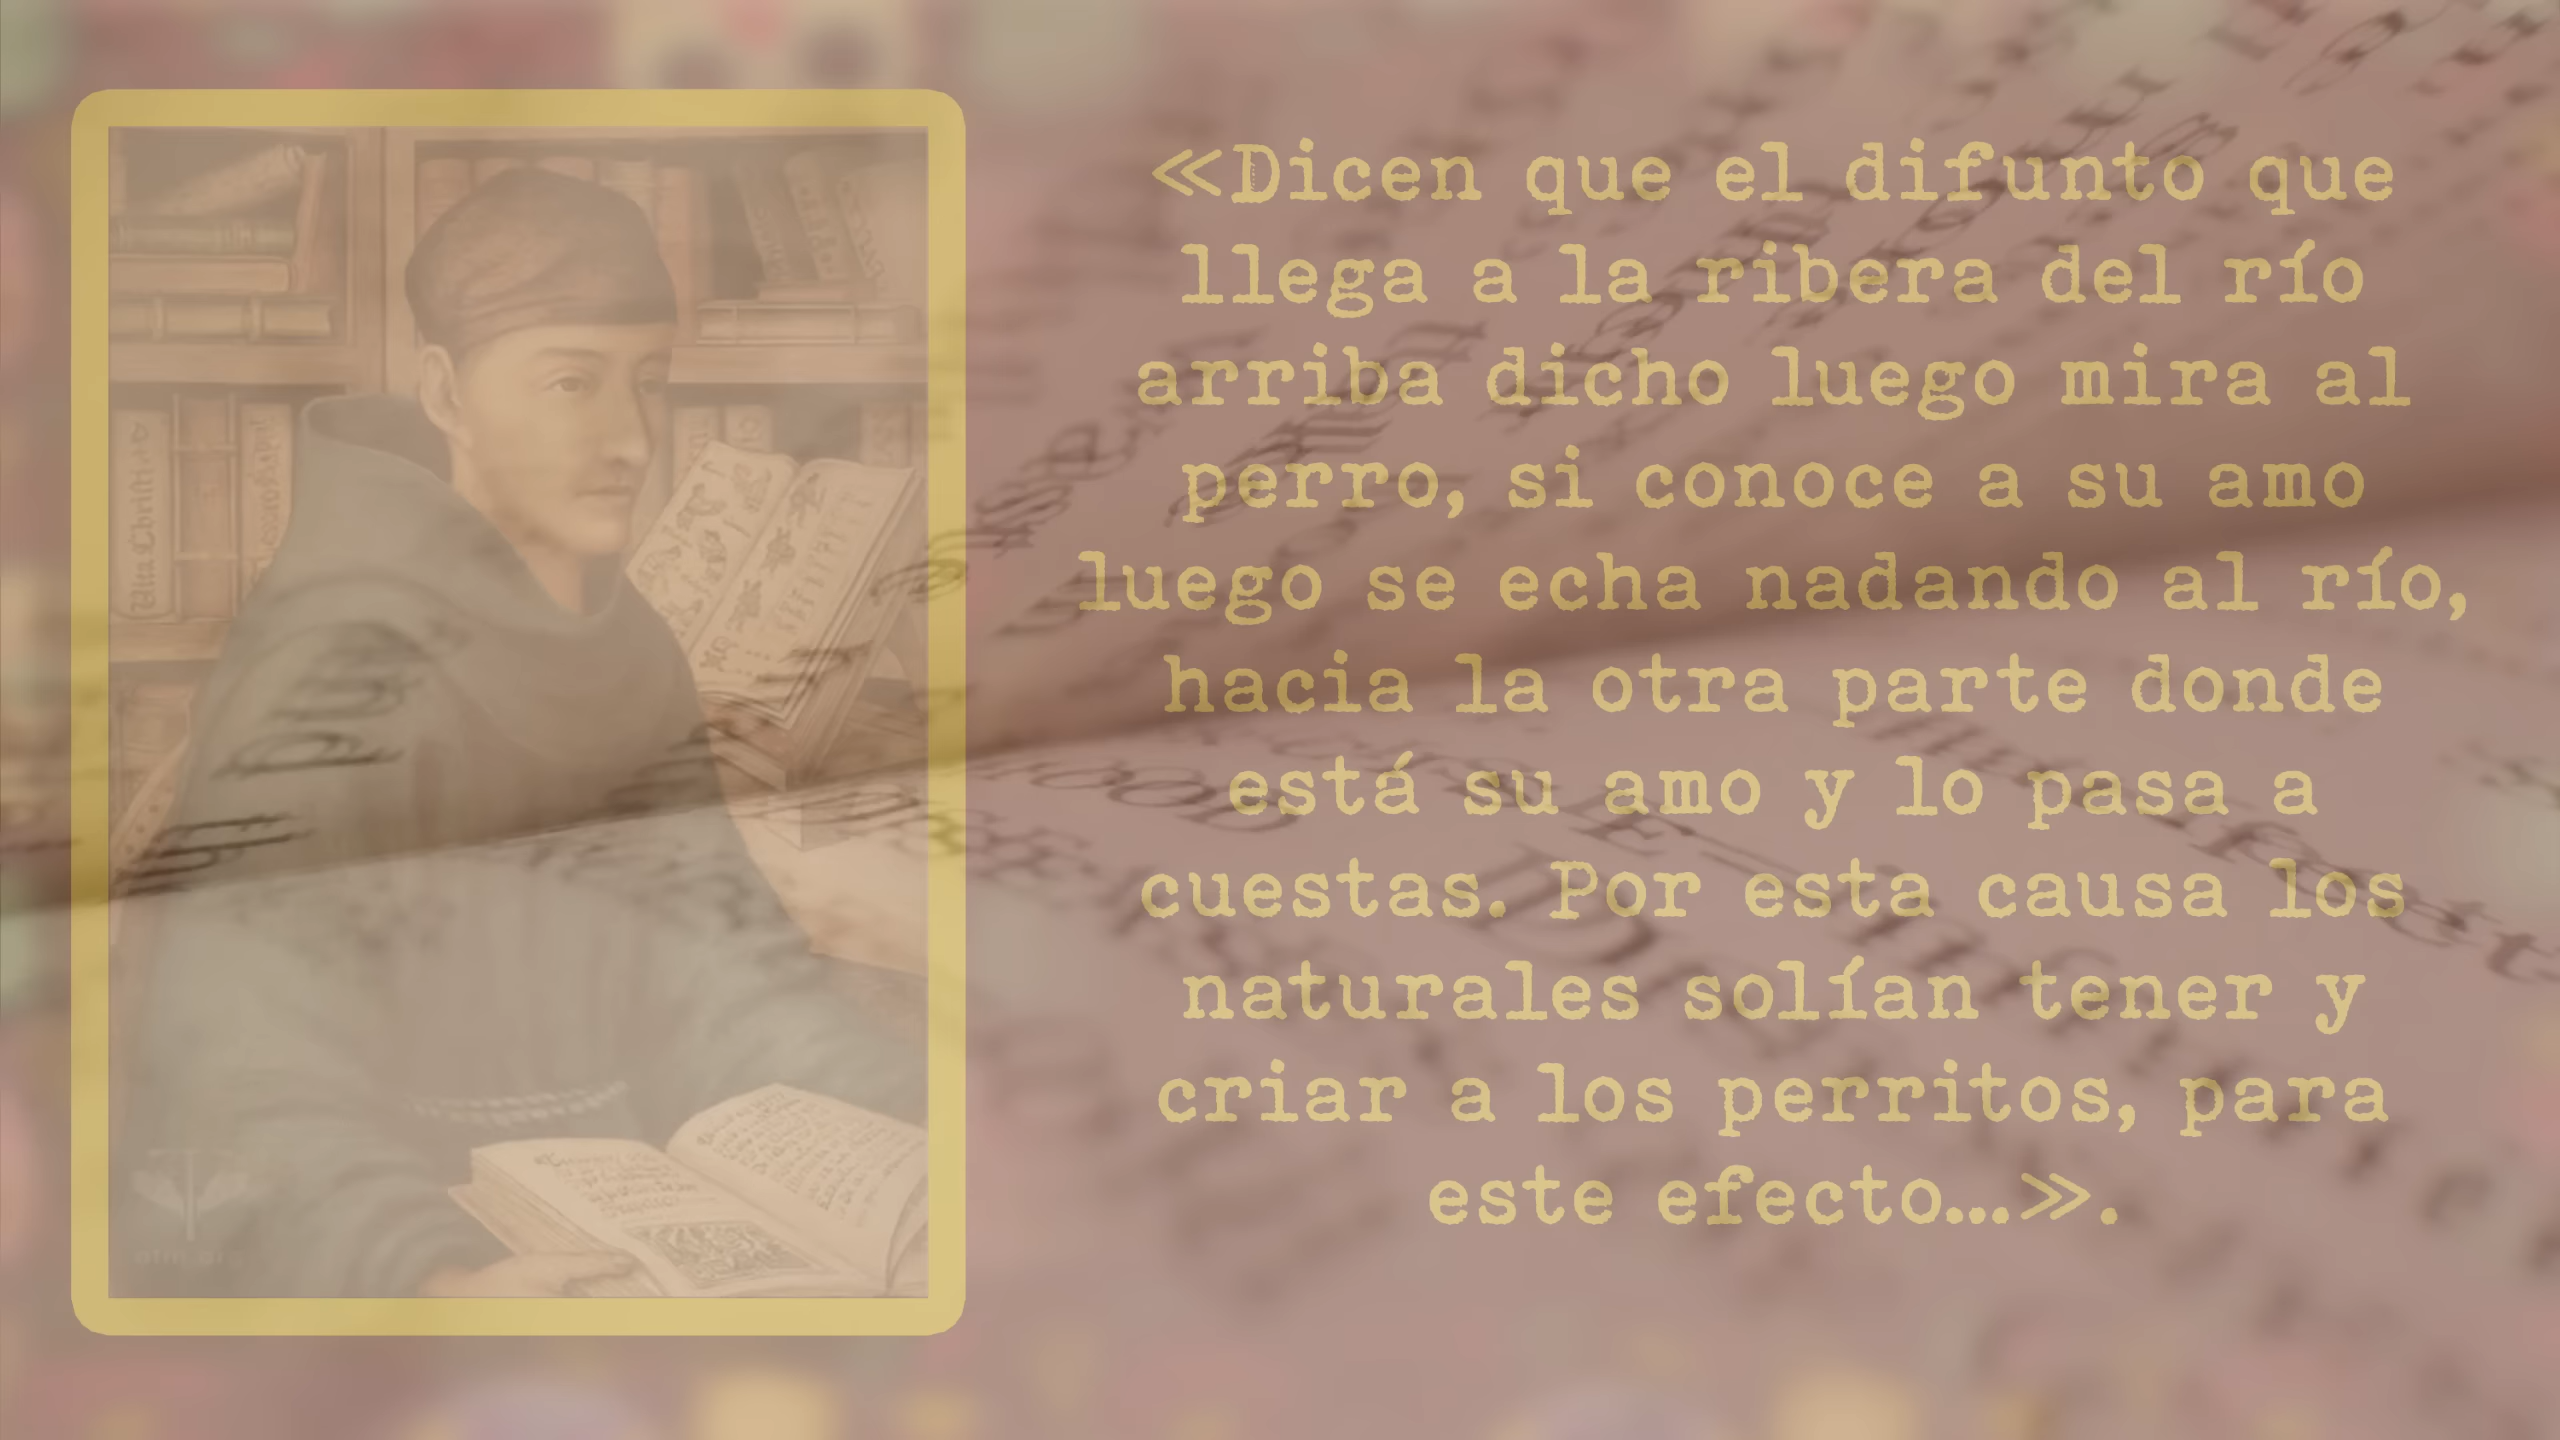 «Dicen que el difunto que
llega a la ribera del río
arriba dicho luego mira al
perro, si conoce a su amo
luego se echa nadando al río,
hacia la otra parte donde
está su amo y lo pasa a
cuestas. Por esta causa los
naturales solían tener y
criar a los perritos, para
este efecto...».